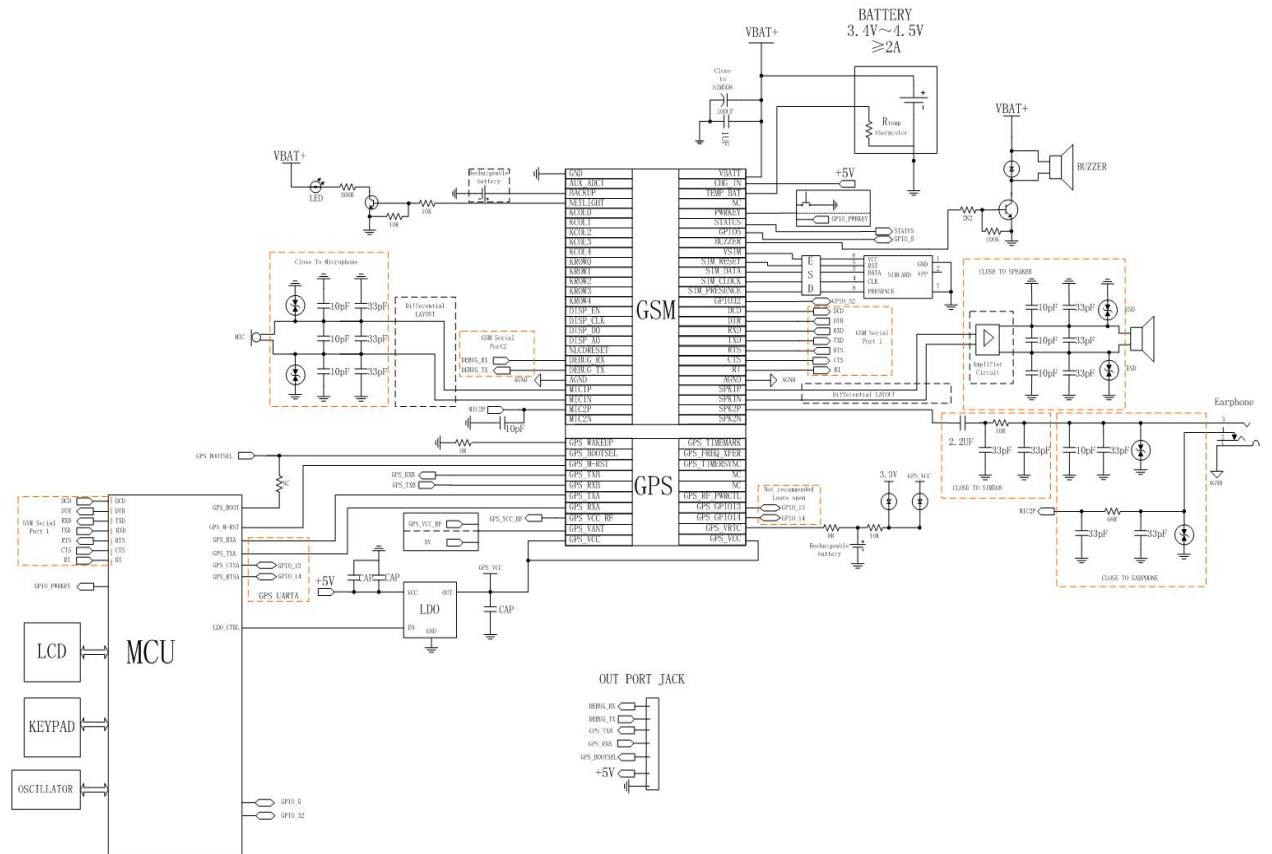 BATTERY
3.4V～4.5V
≥2A
VBAT+
Close
to
SIM508
100UF
1UF
Rtemp
thermistor
VBAT+
BUZZER
2K2
100K
VBAT+
LED
300R
10K
10K
Rechargeable
battery
+5V
GPIO_PWRKEY
STATUS
GPIO_5
GSM
GND
AUX_ADC1
BACKUP
NETLIGHT
KCOL0
KCOL1
KCOL2
KCOL3
KCOL4
KROW0
KROW1
KROW2
KROW3
KROW4
DISP_EN
DISP_CLK
DISP_DO
DISP_A0
NLCDRESET
DEBUG_RX
DEBUG_TX
AGND
MIC1P
MIC1N
MIC2P
MIC2N
VBATT
CHG_IN
TEMP_BAT
NC
PWRKEY
STATUS
GPIO5
BUZZER
VSIM
SIM_RESET
SIM_DATA
SIM_CLOCK
SIM_PRESENCE
GPIO32
DCD
DTR
RXD
TXD
RTS
CTS
RI
AGND
SPK1P
SPK1N
SPK2P
SPK2N
E
S
D
VCC
RST
DATA
CLK
PRESENCE
SIMCARD
GND
VPP
GPIO_32
DCD
DTR
RXD
TXD
RTS
CTS
RI
GSM Serial
Port 1
AGND
Differential LAYOUT
CLOSE TO SPEAKER
Amplifier
Circuit
10pF
33pF
10pF
33pF
10pF
33pF
ESD
ESD
Close To Microphone
10pF
33pF
10pF
33pF
10pF
33pF
MIC
Differential
LAYOUT
GSM Serial
Port2
DEBUG_RX
DEBUG_TX
AGND
MIC2P
10pF
Earphone
2.2UF
10R
33pF
33pF
CLOSE TO SIM508
10pF
33pF
AGND
MIC2P
68R
33pF
33pF
CLOSE TO EARPHONE
GPS
GPS_WAKEUP
GPS_BOOTSEL
GPS_M-RST
GPS_TXB
GPS_RXB
GPS_TXA
GPS_RXA
GPS_VCC_RF
GPS_VANT
GPS_VCC
GPS_TIMEMARK
GPS_FREQ_XFER
GPS_TIMERSYNC
NC
NC
GPS_RF_PWRCTL
GPS_GPIO13
GPS_GPIO14
GPS_VRTC
GPS_VCC
Not recommended
Leave open
GPIO_13
GPIO_14
3.3V
GPS_VCC
0R
10K
Rechargeable
battery
0R
GPS_BOOTSEL
NC
GPS_RXB
GPS_TXB
GPS_VCC_RF
GPS_VCC_RF
5V
DCD
DTR
RXD
TXD
RTS
CTS
RI
GSM Serial
Port 1
DCD
DTR
TXD
RXD
RTS
CTS
RI
GPIO_PWRKEY
MCU
GPS_BOOT
GPS_M-RST
GPS_RXA
GPS_TXA
GPS_CTSA
GPS_RTSA
LDO_CTRL
GPIO_13
GPIO_14
GPS UARTA
+5V
CAP
CAP
VCC
OUT
LDO
EN
GND
GPS_VCC
CAP
LCD
KEYPAD
OSCILLATOR
GPIO_5
GPIO_32
OUT PORT JACK
DEBUG_RX
DEBUG_TX
GPS_TXB
GPS_RXB
GPS_BOOTSEL
+5V